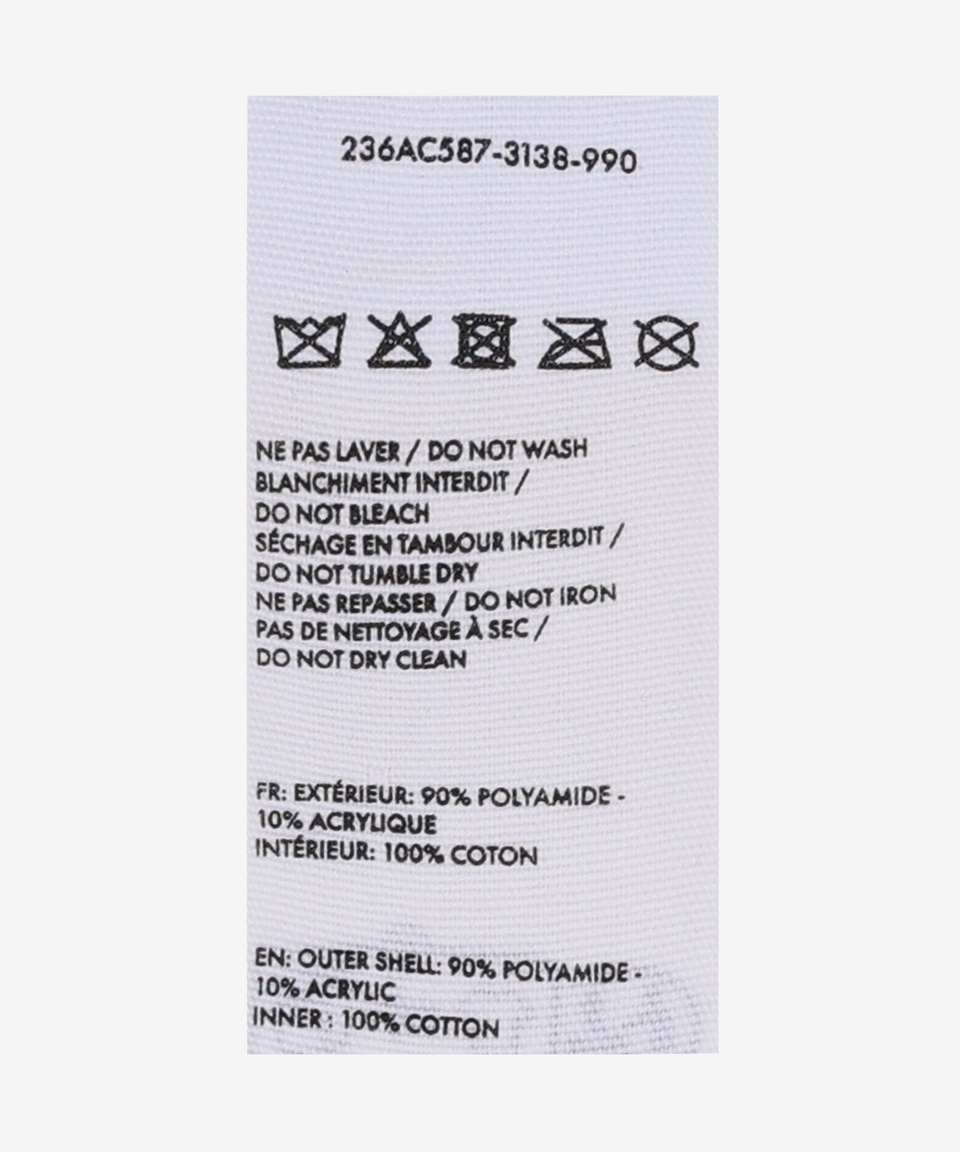 236AC587-3138-990
NE PAS LAVER / DO NOT WASH
BLANCHIMENT INTERDIT /
DO NOT BLEACH
SÉCHAGE EN TAMBOUR INTERDIT /
DO NOT TUMBLE DRY
NE PAS REPASSER / DO NOT IRON
PAS DE NETTOYAGE À SEC /
DO NOT DRY CLEAN
FR: EXTÉRIEUR: 90% POLYAMIDE -
10% ACRYLIQUE
INTÉRIEUR: 100% COTON
EN: OUTER SHELL: 90% POLYAMIDE -
10% ACRYLIC
INNER : 100% COTTON